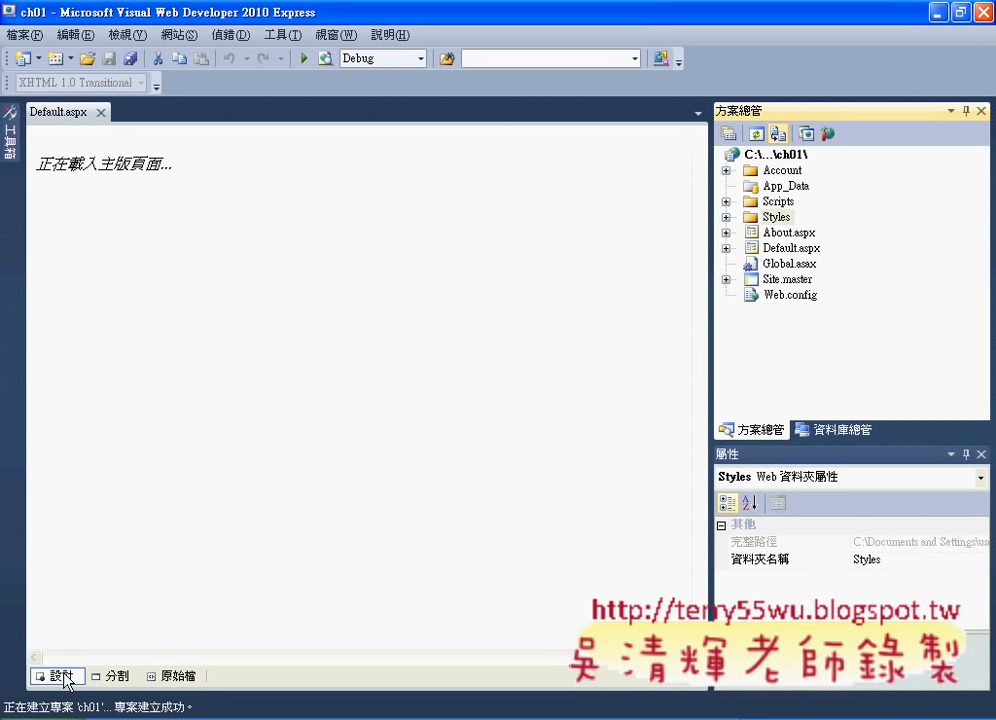 ch01 - Microsoft Visual Web Developer 2010 Express
檔案(F) 編輯(E) 檢視(V) 網站(S) 偵錯(D) 工具(T) 視窗(W) 說明(H)
Debug
XHTML 1.0 Transitional
工具箱
Default.aspx
正在載入主版頁面...
方案總管
C:\...\ch01\
Account
App_Data
Scripts
Styles
About.aspx
Default.aspx
Global.asax
Site.master
Web.config
方案總管 資料庫總管
屬性
Styles Web 資料夾屬性
其他
完整路徑 C:\Documents and Settings\use
資料夾名稱 Styles
http://terry55wu.blogspot.tw
吳清輝老師錄製
設計 分割 原始檔
正在建立專案 'ch01'... 專案建立成功。